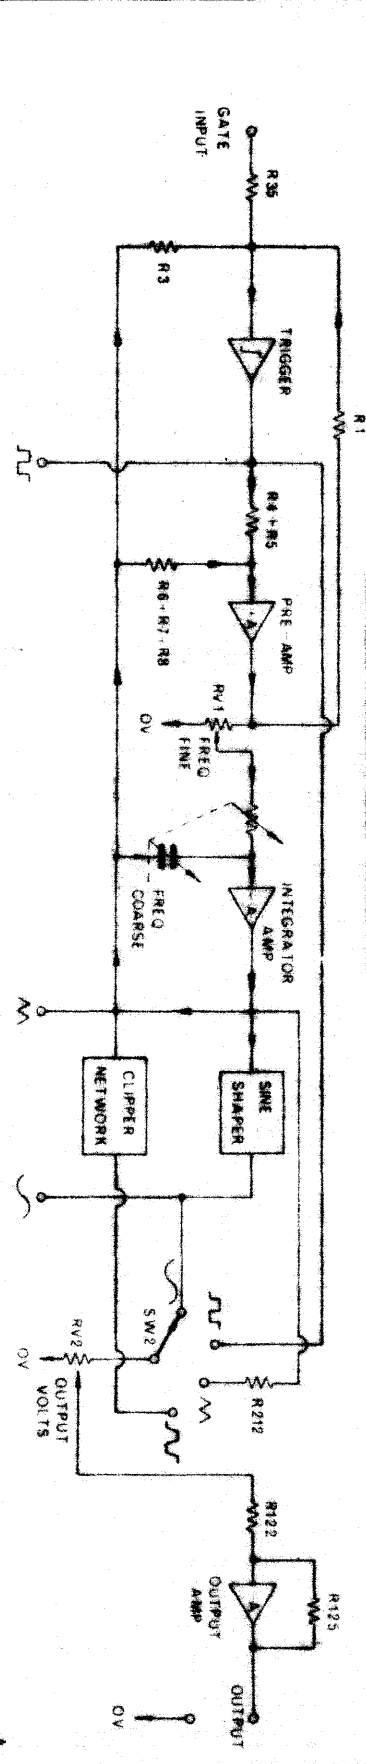 GATE
INPUT
R35
R3
R1
TRIGGER
R4+R5
R6+R7+R8
PRE-AMP
RV1
0V
FREQ
FINE
FREQ
COARSE
INTEGRATOR
AMP
SINE
SHAPER
CLIPPER
NETWORK
SW2
RV2
0V
OUTPUT
VOLTS
R212
R122
R125
A
OUTPUT
AMP
OUTPUT
0V